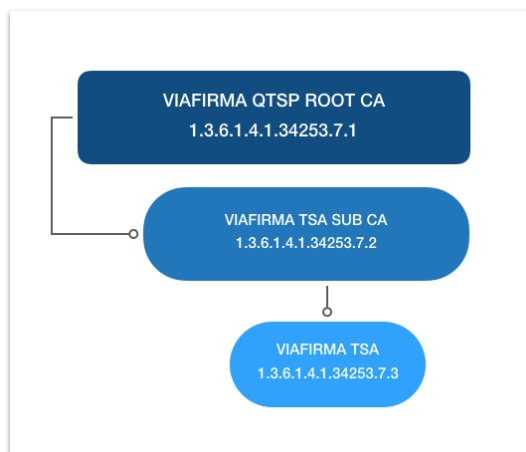 VIAFIRMA QTSP ROOT CA
1.3.6.1.4.1.34253.7.1
VIAFIRMA TSA SUB CA
1.3.6.1.4.1.34253.7.2
VIAFIRMA TSA
1.3.6.1.4.1.34253.7.3